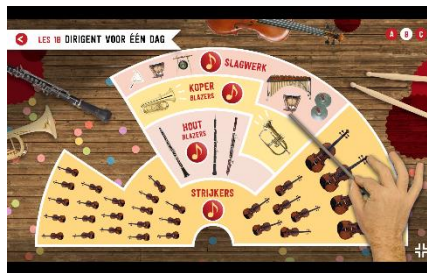 LES 18 DIRIGENT VOOR ÉÉN DAG
A B C
SLAGWERK
KOPER
BLAZERS
HOUT
BLAZERS
STRIJKERS